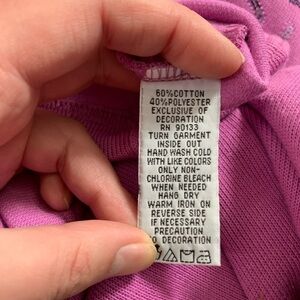 60%COTTON
40%POLYESTER
EXCLUSIVE OF
DECORATION
RN 90133
TURN GARMENT
INSIDE OUT
HAND WASH COLD
WITH LIKE COLORS
ONLY NON-
CHLORINE BLEACH
WHEN NEEDED
HANG DRY
WARM IRON ON
REVERSE SIDE
IF NECESSARY
PRECAUTION
TO DECORATION